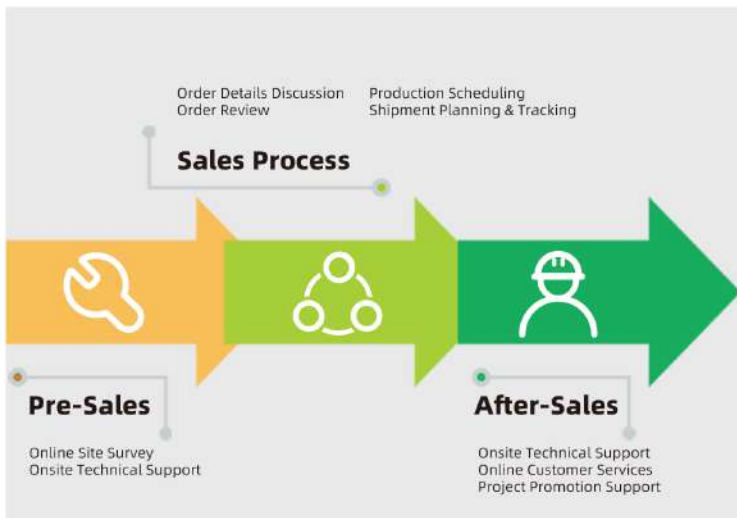 Order Details Discussion
Order Review
Production Scheduling
Shipment Planning & Tracking
Sales Process
Pre-Sales
Online Site Survey
Onsite Technical Support
After-Sales
Onsite Technical Support
Online Customer Services
Project Promotion Support